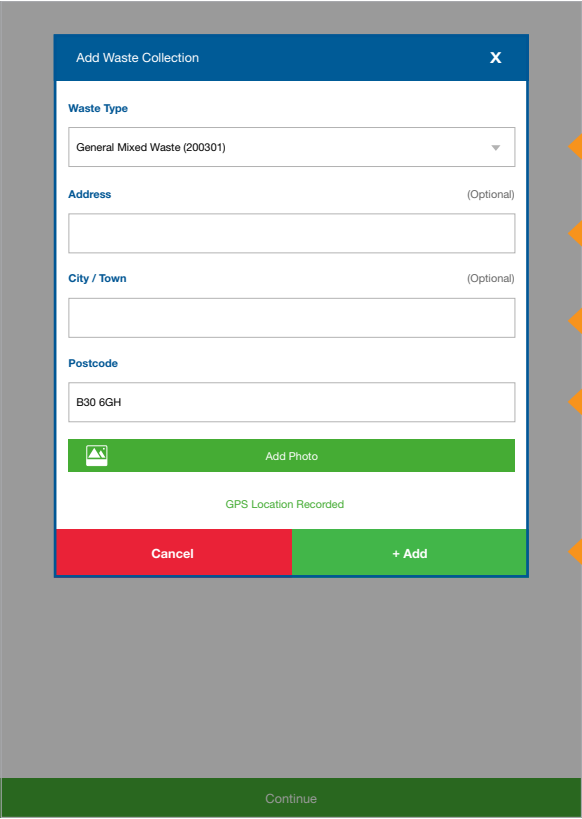 Add Waste Collection X
Waste Type
General Mixed Waste (200301)
Address (Optional)
City / Town (Optional)
Postcode
B30 6GH
Add Photo
GPS Location Recorded
Cancel + Add
Continue